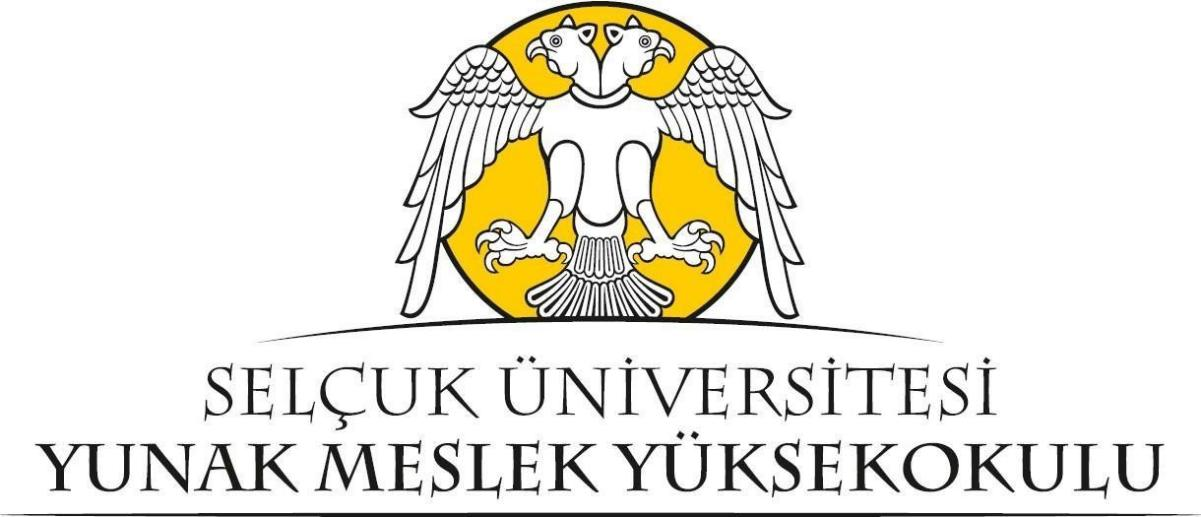 SELÇUK ÜNİVERSİTESİ
YUNAK MESLEK YÜKSEKOKULU